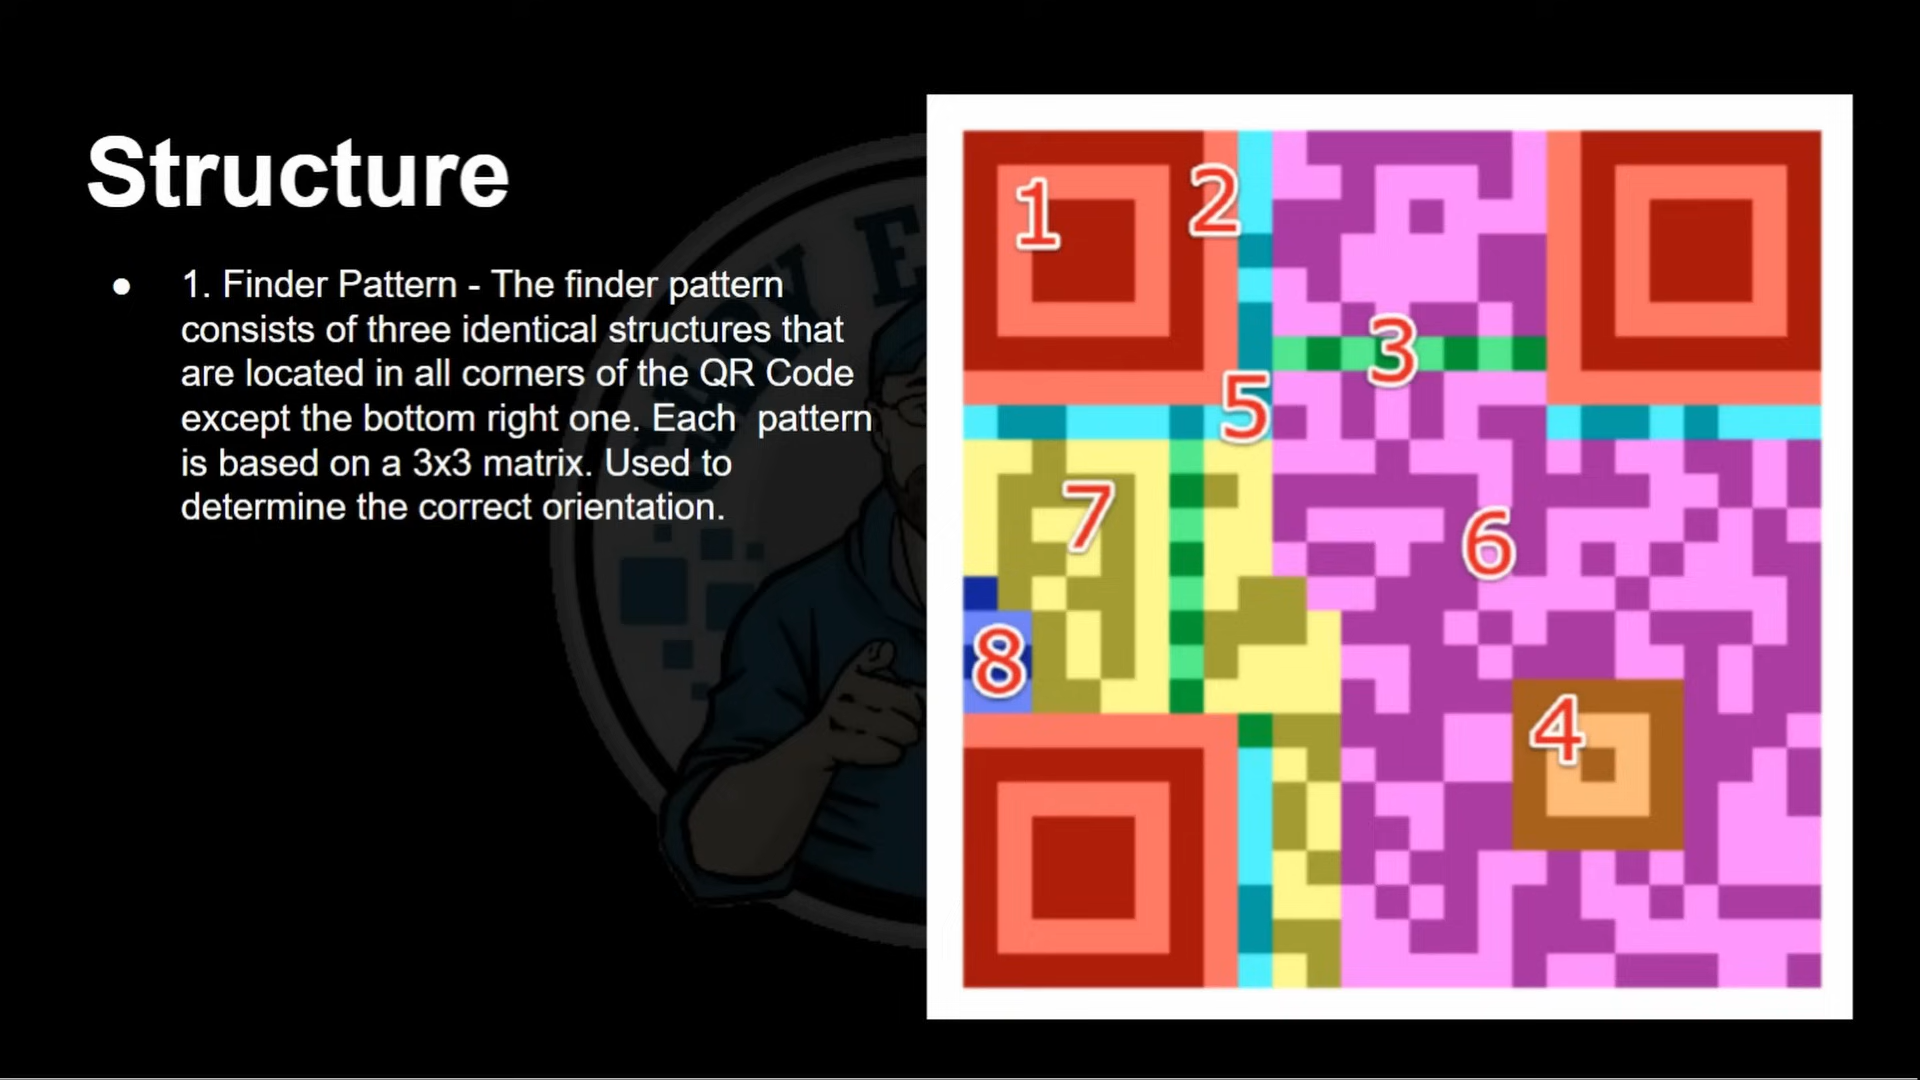 Structure
● 1. Finder Pattern - The finder pattern
consists of three identical structures that
are located in all corners of the QR Code
except the bottom right one. Each  pattern
is based on a 3x3 matrix. Used to
determine the correct orientation.
1
2
3
5
7
6
8
4